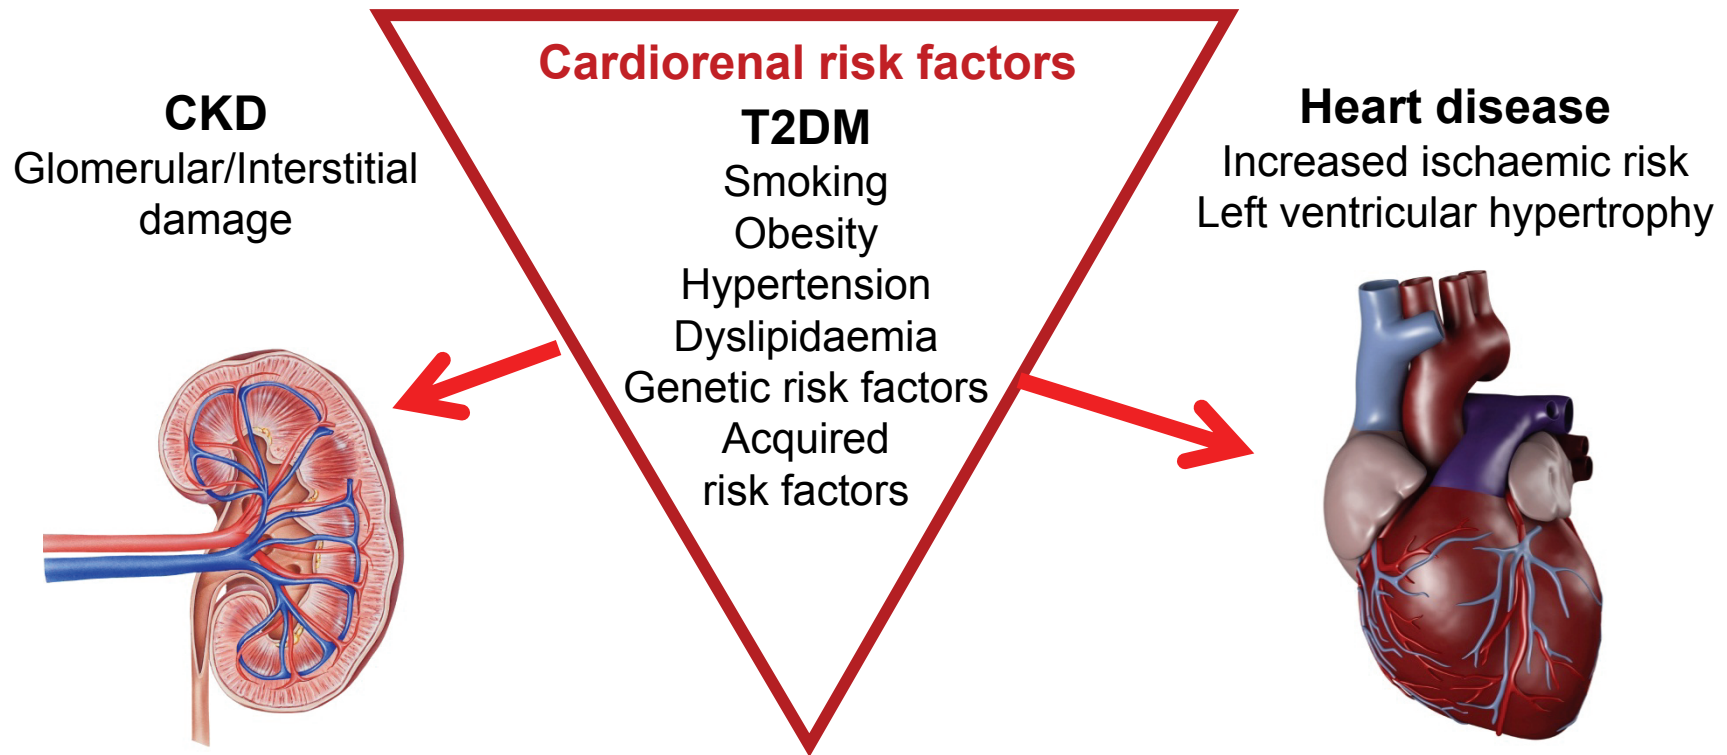 Cardiorenal risk factors
CKD
Glomerular/Interstitial
damage
T2DM
Smoking
Obesity
Hypertension
Dyslipidaemia
Genetic risk factors
Acquired
risk factors
Heart disease
Increased ischaemic risk
Left ventricular hypertrophy